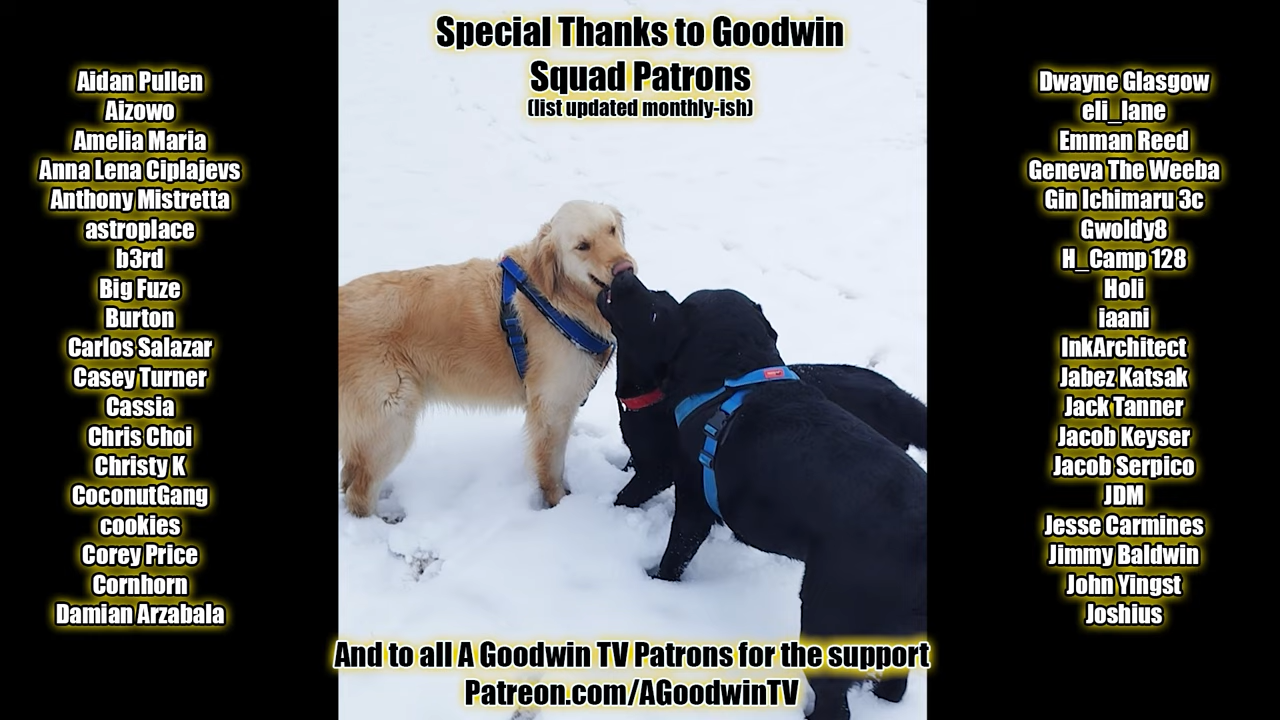 Special Thanks to Goodwin
Squad Patrons
(list updated monthly-ish)
Aidan Pullen
Aizowo
Amelia Maria
Anna Lena Ciplajevs
Anthony Mistretta
astroplace
b3rd
Big Fuze
Burton
Carlos Salazar
Casey Turner
Cassia
Chris Choi
Christy K
CoconutGang
cookies
Corey Price
Cornhorn
Damian Arzabala
Dwayne Glasgow
eli_lane
Emman Reed
Geneva The Weeba
Gin Ichimaru 3c
Gwoldy8
H_Camp 128
Holi
iaani
InkArchitect
Jabez Katsak
Jack Tanner
Jacob Keyser
Jacob Serpico
JDM
Jesse Carmines
Jimmy Baldwin
John Yingst
Joshius
And to all A Goodwin TV Patrons for the support
Patreon.com/AGoodwinTV